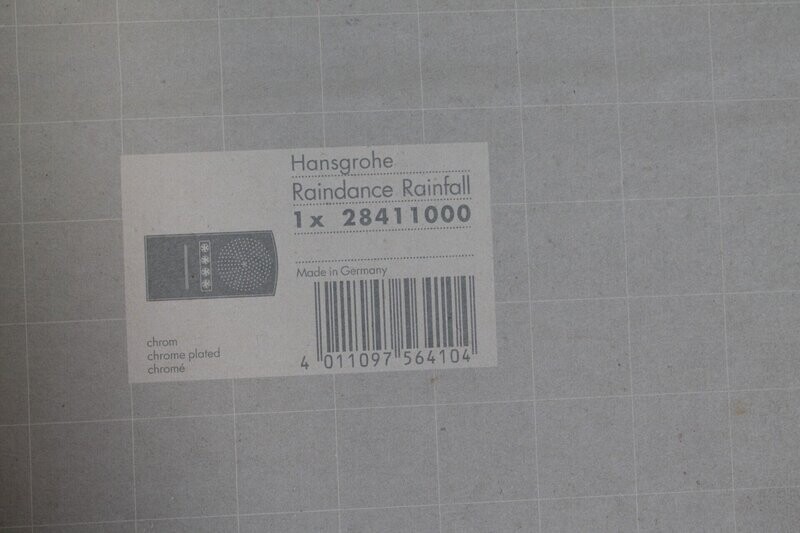 Hansgrohe
Raindance Rainfall
1x 28411000
Made in Germany
chrom
chrome plated
chromé
4 011097 564104